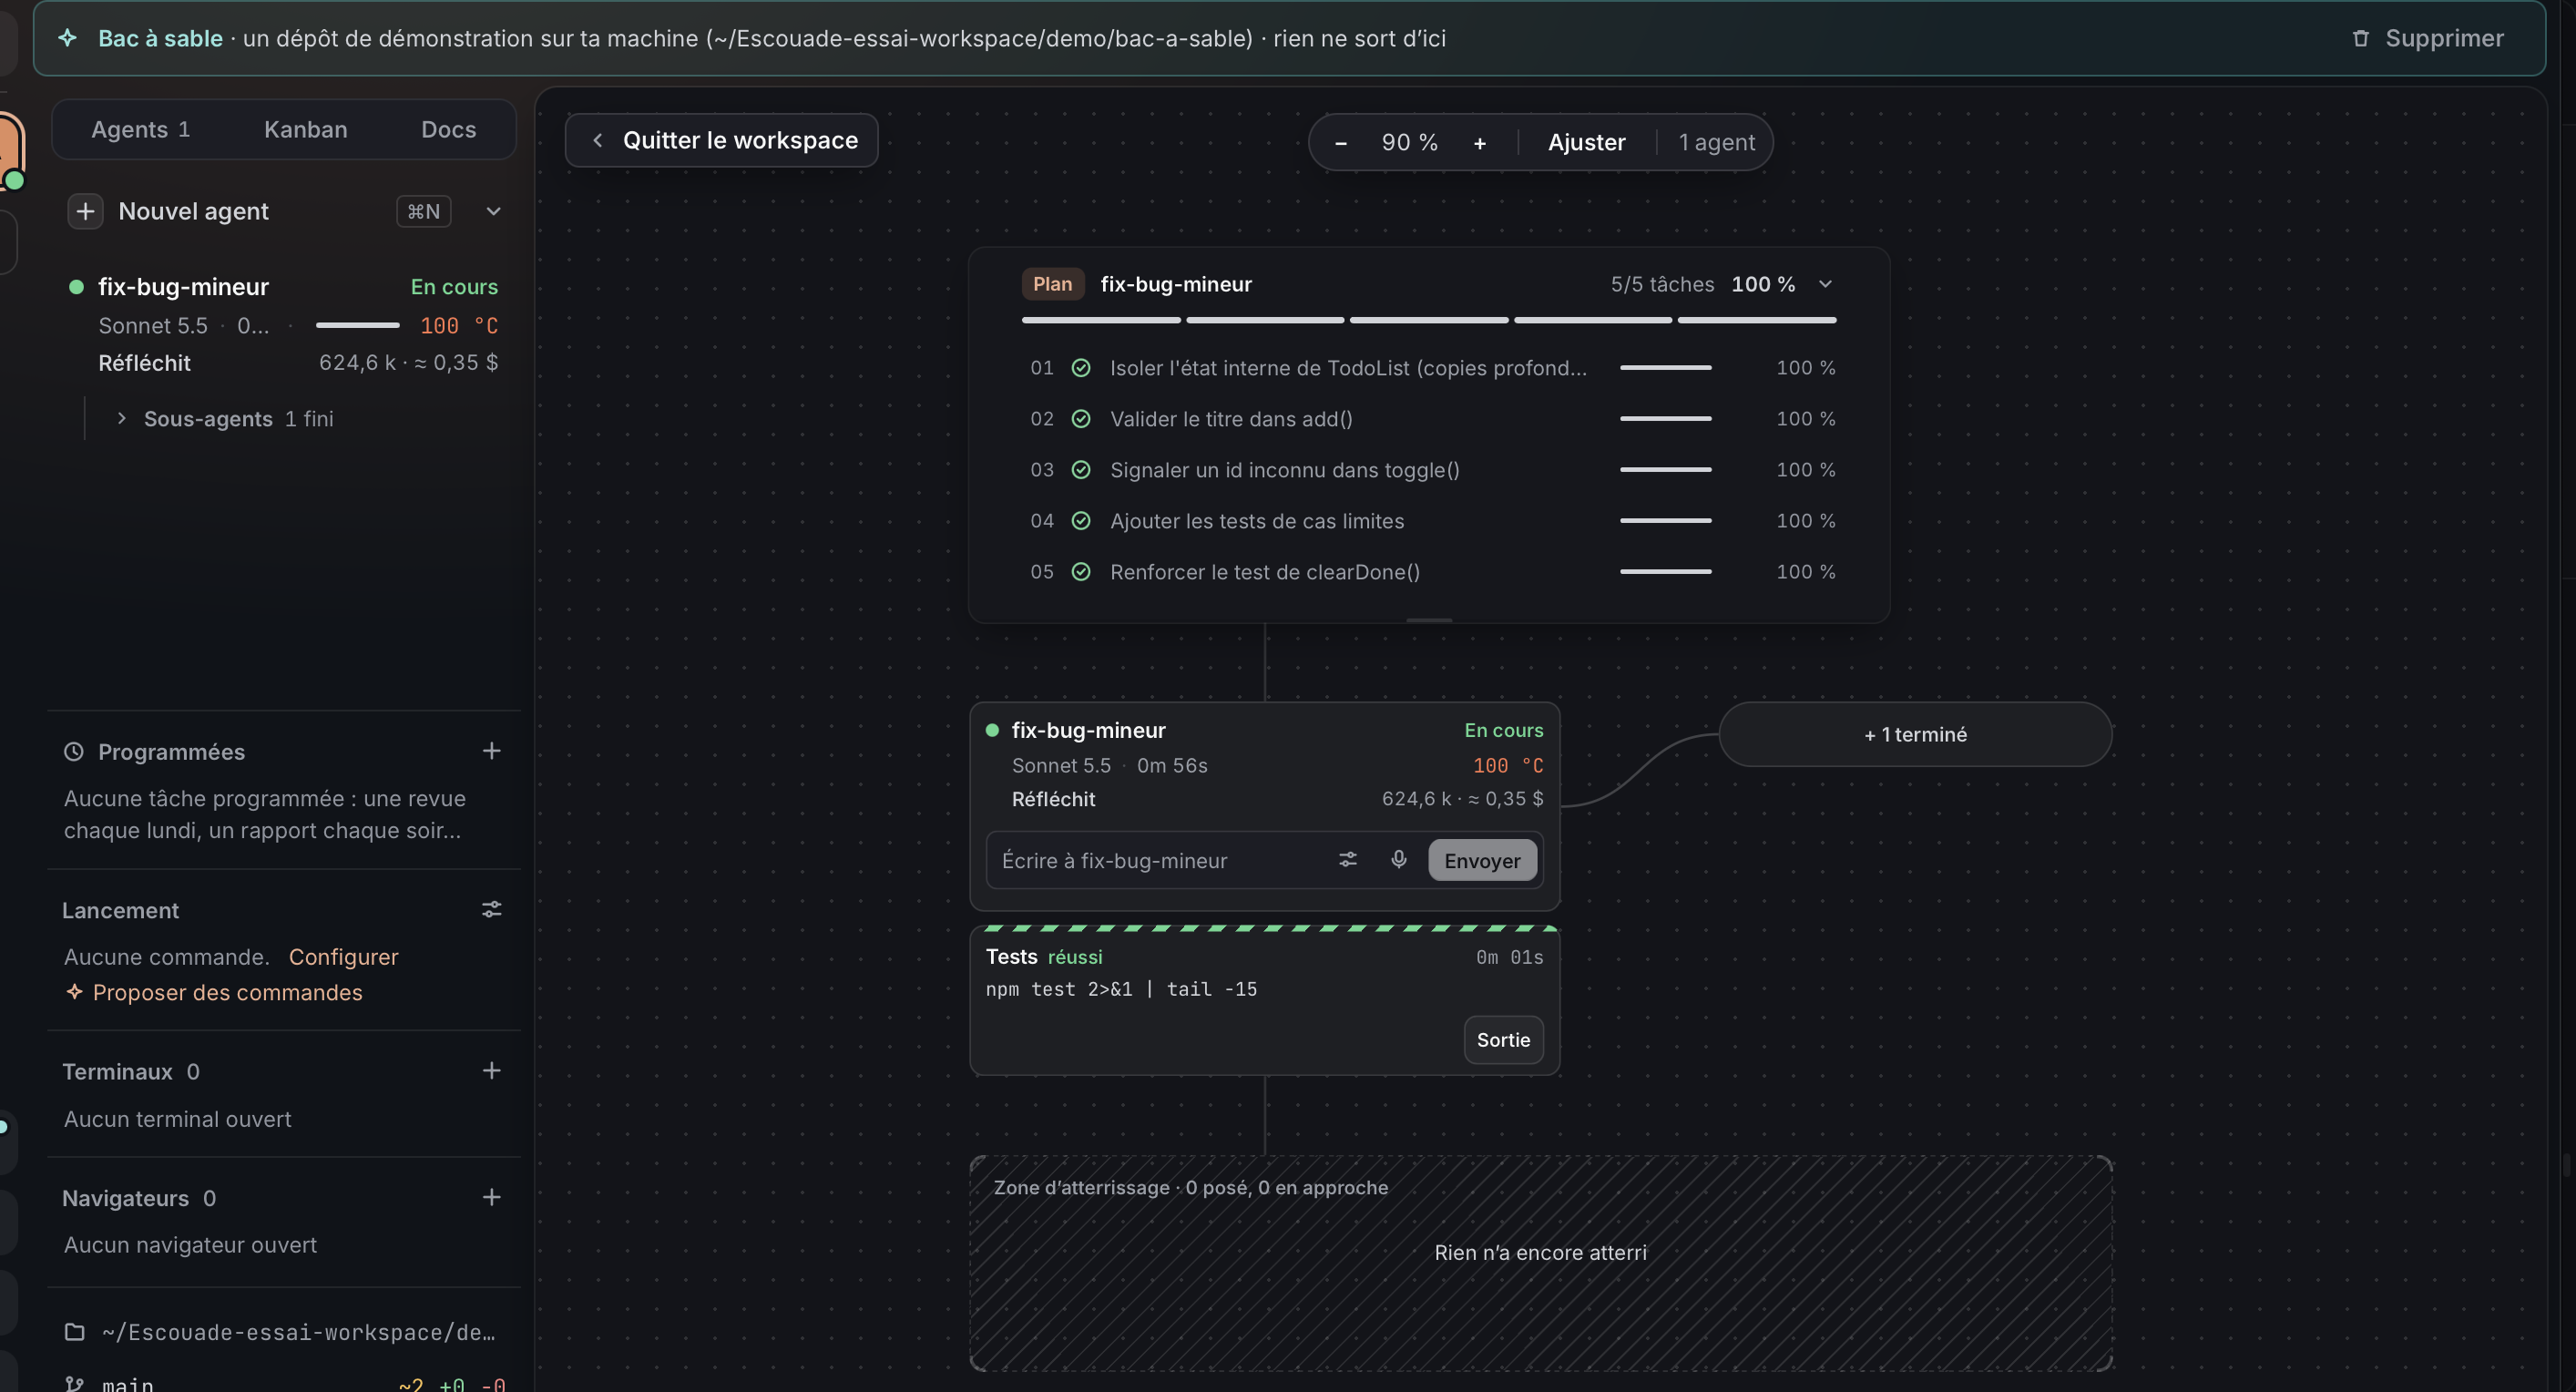 Bac à sable · un dépôt de démonstration sur ta machine (~/Escouade-essai-workspace/demo/bac-a-sable) · rien ne sort d’ici
Supprimer
Agents 1
Kanban
Docs
Nouvel agent
⌘N
fix-bug-mineur
En cours
Sonnet 5.5 · 0... ·
100 °C
Réfléchit
624,6 k · ≈ 0,35 $
Sous-agents 1 fini
Programmées
Aucune tâche programmée : une revue
chaque lundi, un rapport chaque soir...
Lancement
Aucune commande. Configurer
Proposer des commandes
Terminaux 0
Aucun terminal ouvert
Navigateurs 0
Aucun navigateur ouvert
~/Escouade-essai-workspace/de…
main
~2 +0 -0
Quitter le workspace
– 90 % + Ajuster 1 agent
Plan fix-bug-mineur
5/5 tâches 100 %
01 Isoler l'état interne de TodoList (copies profond... 100 %
02 Valider le titre dans add() 100 %
03 Signaler un id inconnu dans toggle() 100 %
04 Ajouter les tests de cas limites 100 %
05 Renforcer le test de clearDone() 100 %
fix-bug-mineur
En cours
Sonnet 5.5 · 0m 56s
100 °C
Réfléchit
624,6 k · ≈ 0,35 $
Écrire à fix-bug-mineur
Envoyer
+ 1 terminé
Tests réussi
0m 01s
npm test 2>&1 | tail -15
Sortie
Zone d’atterrissage · 0 posé, 0 en approche
Rien n’a encore atterri